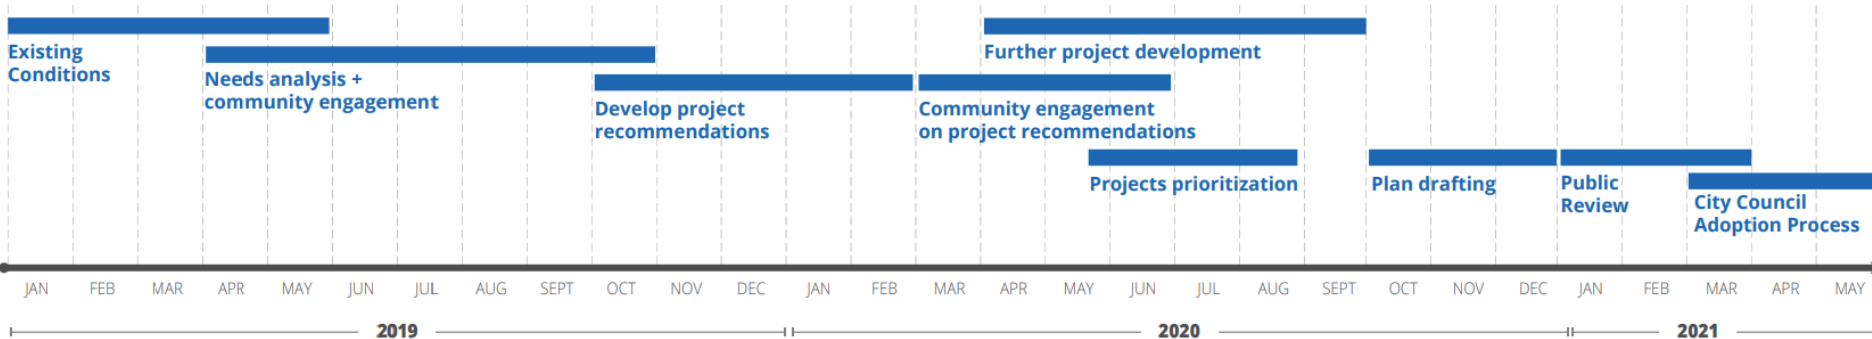 Existing
Conditions
Needs analysis +
community engagement
Develop project
recommendations
Further project development
Community engagement
on project recommendations
Projects prioritization
Plan drafting
Public
Review
City Council
Adoption Process
JAN FEB MAR APR MAY JUN JUL AUG SEPT OCT NOV DEC JAN FEB MAR APR MAY JUN JUL AUG SEPT OCT NOV DEC JAN FEB MAR APR MAY
2019 2020 2021